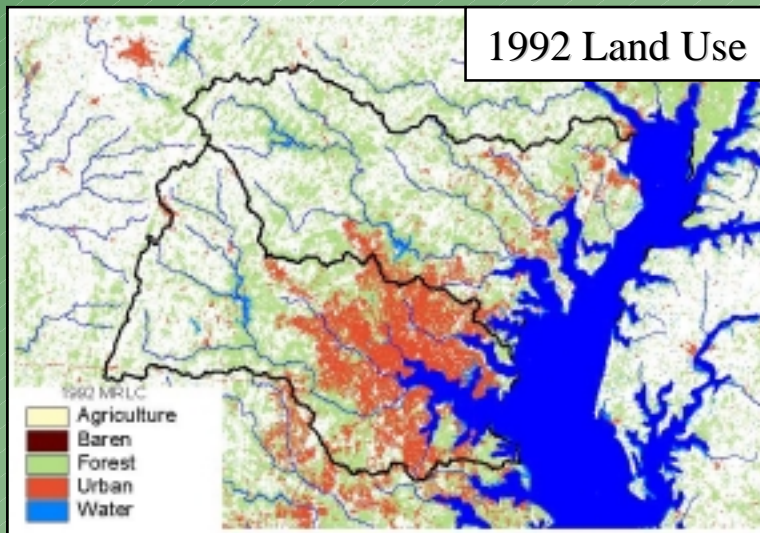 1992 Land Use
1992 MRLC
Agriculture
Baren
Forest
Urban
Water